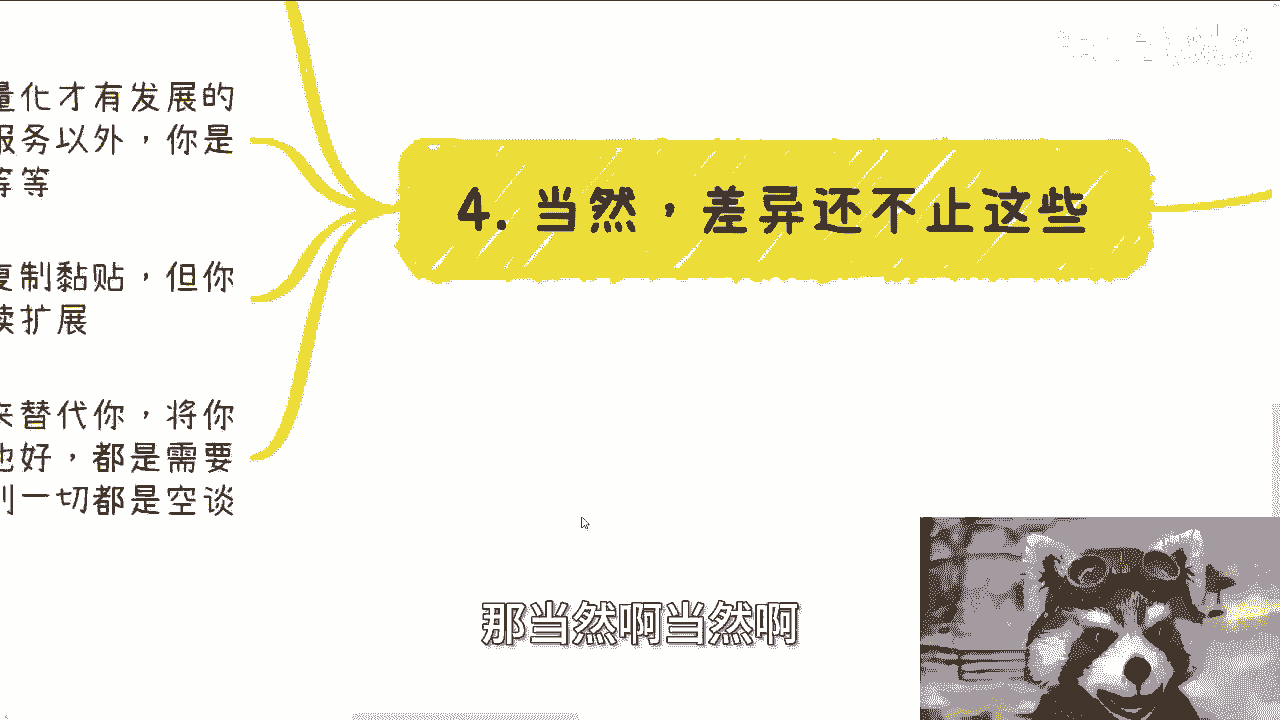 量化才有发展的
服务以外，你是
等等
复制黏贴，但你
续扩展
来替代你，将你
也好，都是需要
则一切都是空谈
4. 当然，差异还不止这些
那当然啊当然啊